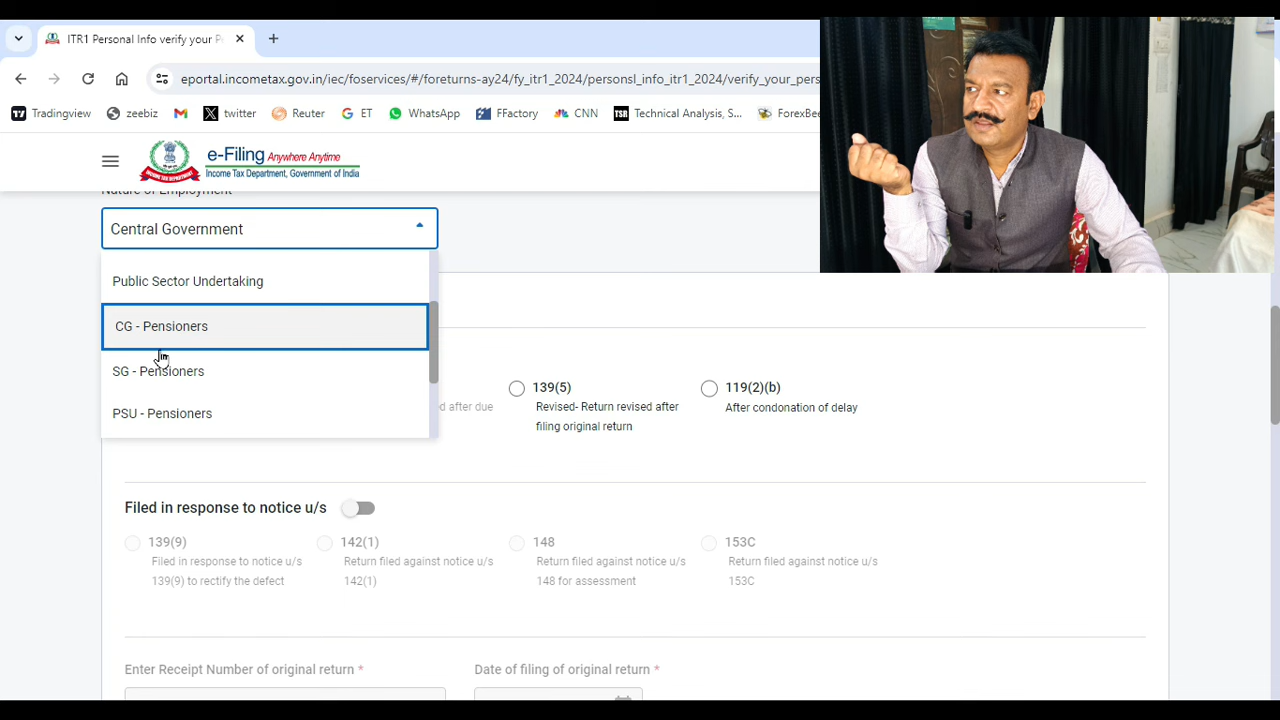 ITR1 Personal Info verify your P
eportal.incometax.gov.in/iec/foservices/#/foreturns-ay24/fy_itr1_2024/personsl_info_itr1_2024/verify_your_pers
Tradingview
zeebiz
twitter
Reuter
ET
WhatsApp
FFactory
CNN
TSR
Technical Analysis, S...
ForexBee
e-Filing Anywhere Anytime
Income Tax Department, Government of India
Nature of Employment
Central Government
Public Sector Undertaking
CG - Pensioners
SG - Pensioners
PSU - Pensioners
d after due
139(5)
Revised- Return revised after
filing original return
119(2)(b)
After condonation of delay
Filed in response to notice u/s
139(9)
Filed in response to notice u/s
139(9) to rectify the defect
142(1)
Return filed against notice u/s
142(1)
148
Return filed against notice u/s
148 for assessment
153C
Return filed against notice u/s
153C
Enter Receipt Number of original return *
Date of filing of original return *